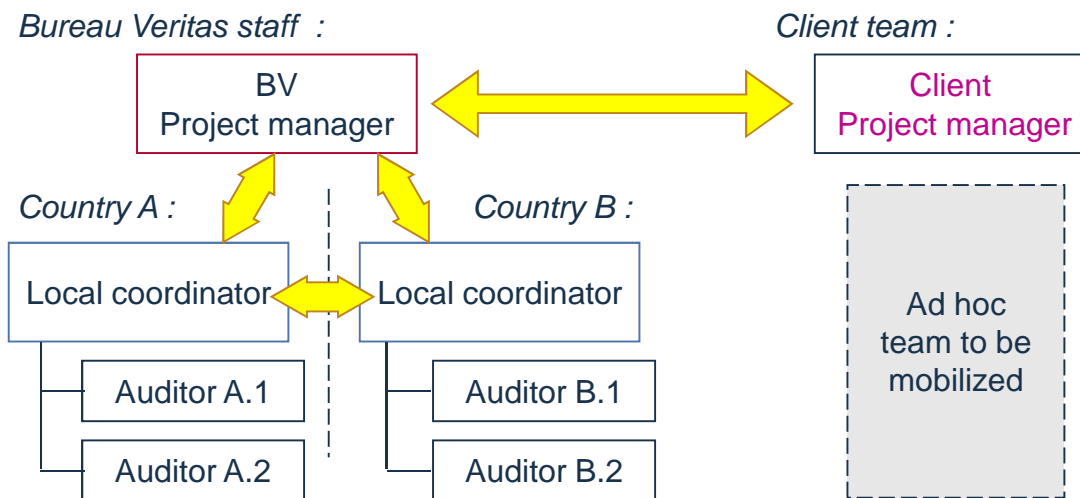 Bureau Veritas staff :
Client team :
BV
Project manager
Client
Project manager
Country A :
Country B :
Local coordinator
Local coordinator
Ad hoc
team to be
mobilized
Auditor A.1
Auditor B.1
Auditor A.2
Auditor B.2